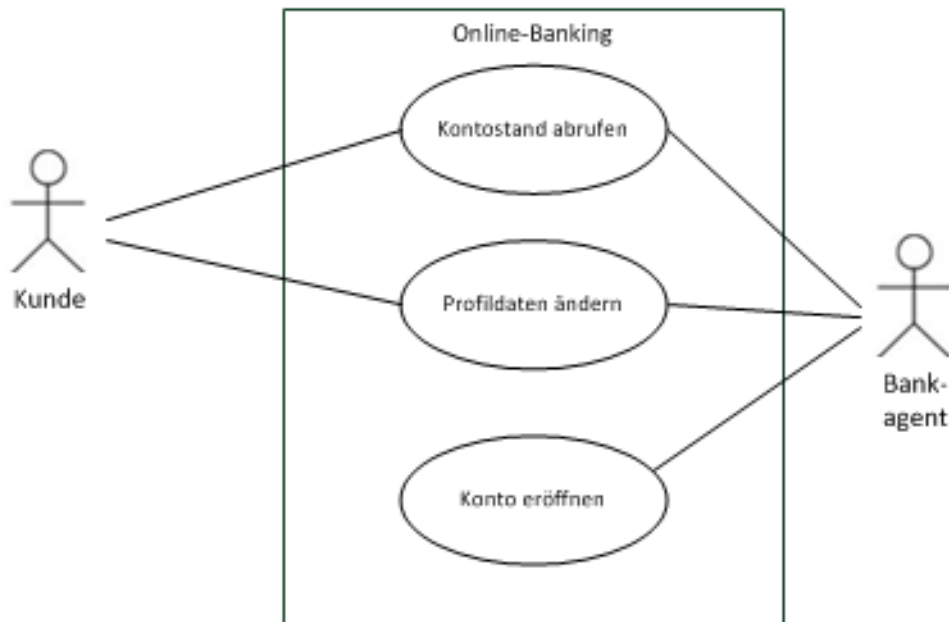 Online-Banking
Kontostand abrufen
Kunde
Profildaten ändern
Bank-
agent
Konto eröffnen